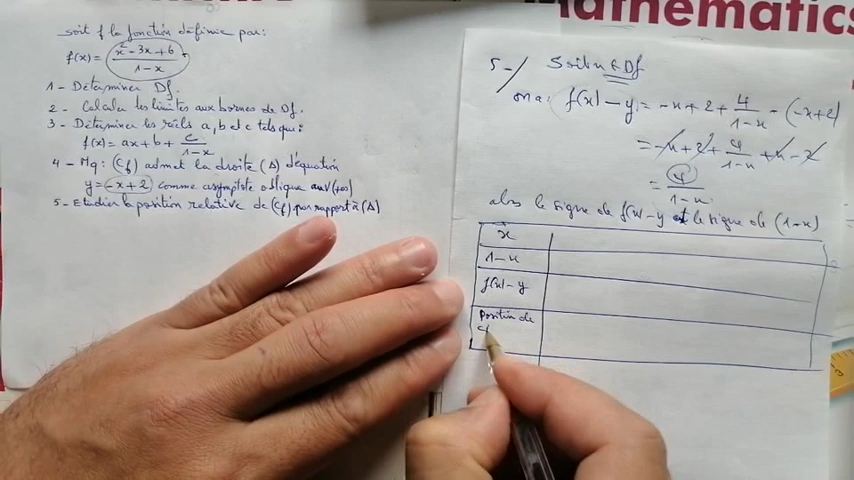 Mathematics
soit f la fonction définie par:
f(x) = x² - 3x + 6 / 1 - x
1 - Déterminer Df.
2 - Calculer les limites aux bornes de Df.
3 - Déterminer les réels a, b et c tels que:
f(x) = ax + b + c / 1 - x
4 - Mq: (Cf) admet la droite (Δ) d'équation
y = -x + 2 comme asymptote oblique au v (±∞)
5 - Etudier la position relative de (Cf) par rapport à (Δ)
5 -/ Soit x ∈ Df
on a: f(x) - y = -x + 2 + 4 / 1 - x - (-x + 2)
= -x + 2 + 4 / 1 - x + x - 2
= 4 / 1 - x
alors le signe de f(x) - y est le signe de (1 - x)
x
1 - x
f(x) - y
Position de
Cf